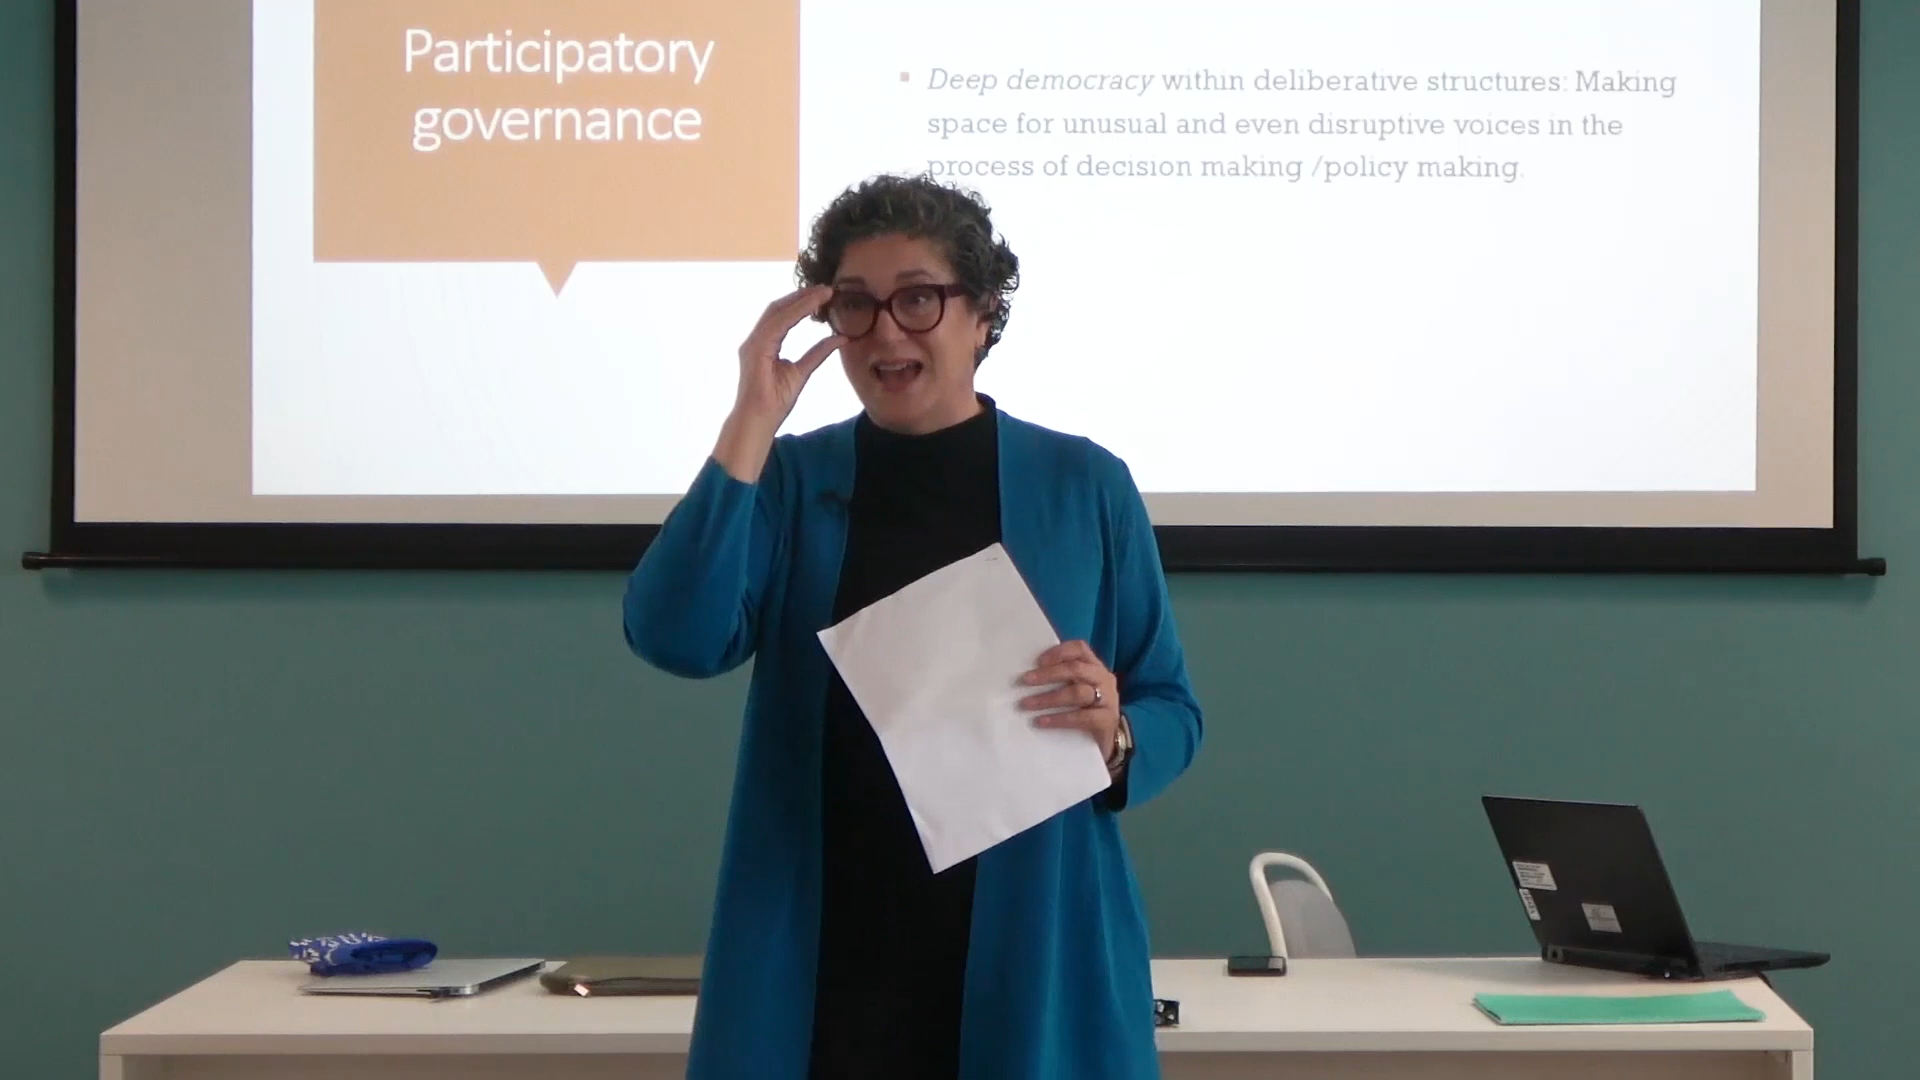 Participatory
governance
Deep democracy within deliberative structures: Making
space for unusual and even disruptive voices in the
process of decision making /policy making.